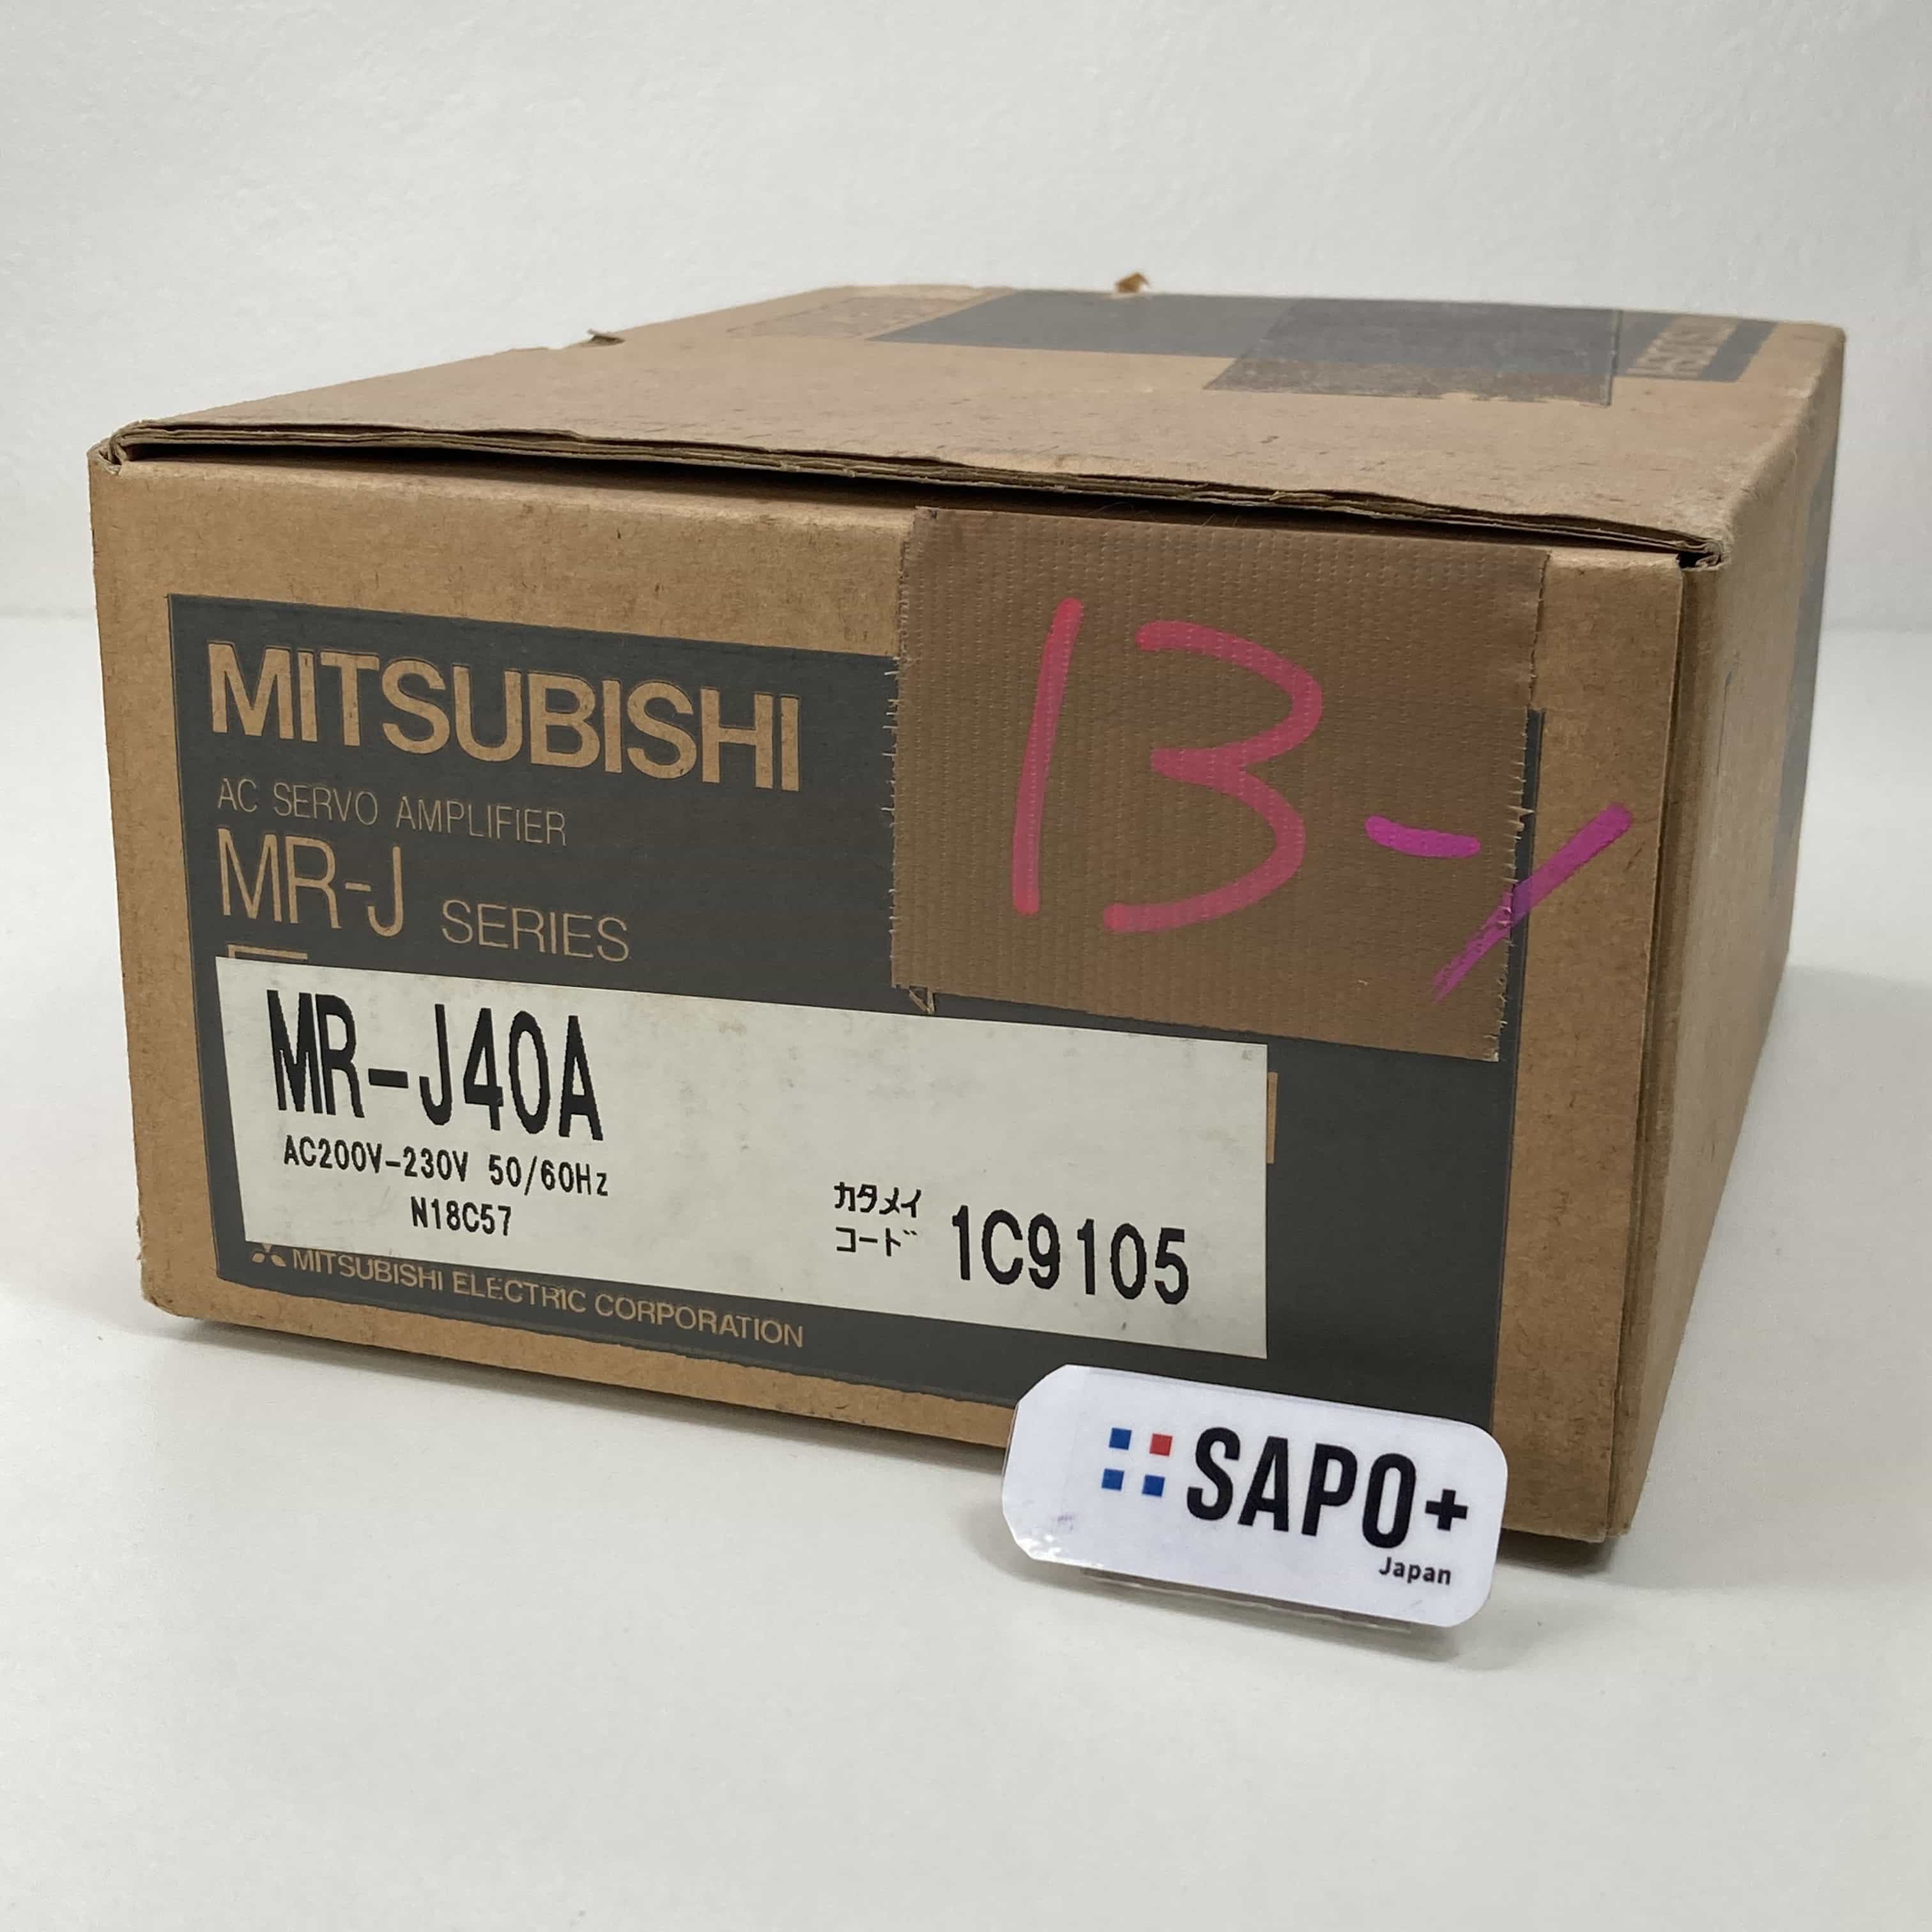 MITSUBISHI
AC SERVO AMPLIFIER
MR-J SERIES
13-1
MR-J40A
AC200V-230V 50/60Hz
N18C57
カタメイ
コード 1C9105
MITSUBISHI ELECTRIC CORPORATION
SAPO+
Japan